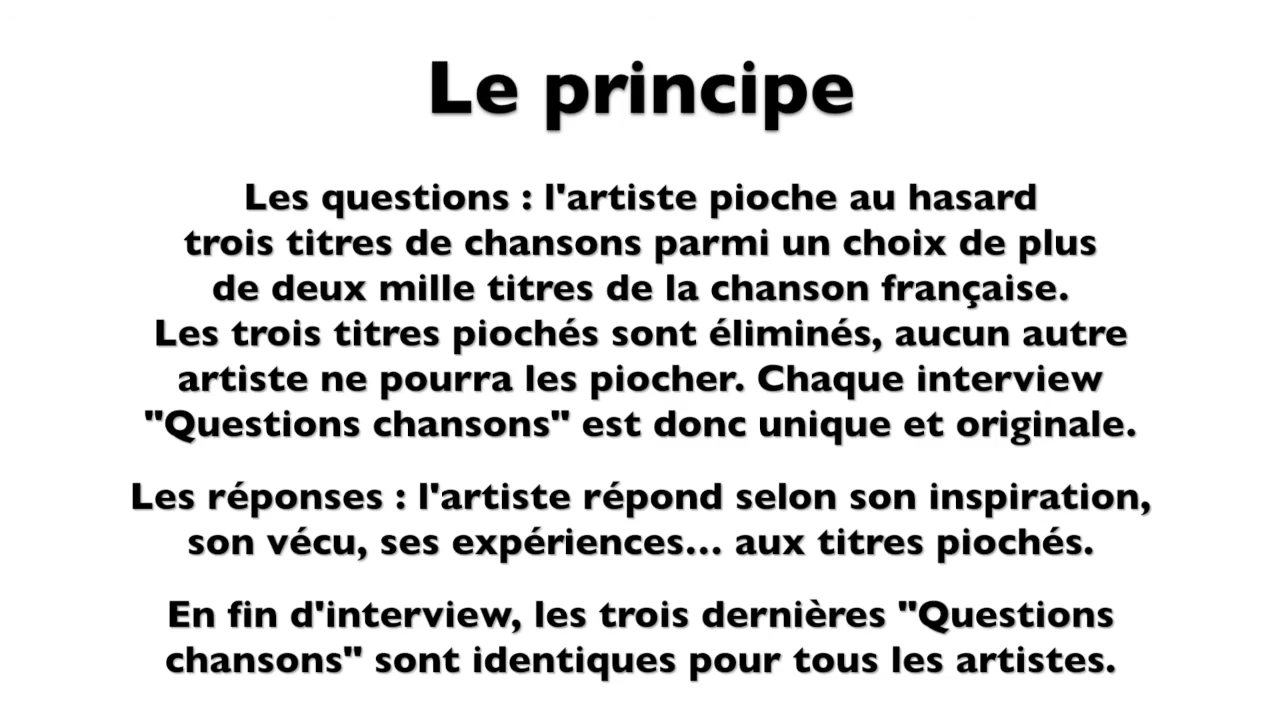 Le principe
Les questions : l'artiste pioche au hasard
trois titres de chansons parmi un choix de plus
de deux mille titres de la chanson française.
Les trois titres piochés sont éliminés, aucun autre
artiste ne pourra les piocher. Chaque interview
"Questions chansons" est donc unique et originale.
Les réponses : l'artiste répond selon son inspiration,
son vécu, ses expériences... aux titres piochés.
En fin d'interview, les trois dernières "Questions
chansons" sont identiques pour tous les artistes.